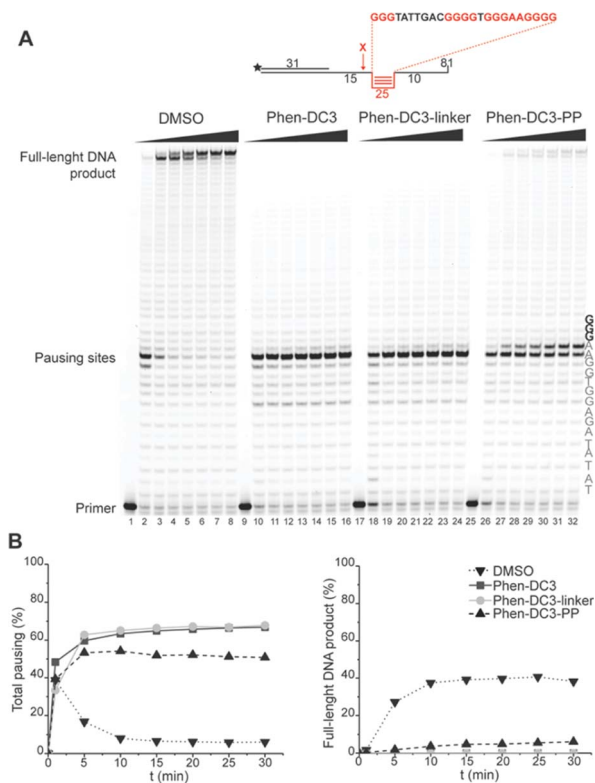 GGGTATTGACGGGGTGGGAAGGGG
A
X
31
81
15
10
25
DMSO
Phen-DC3
Phen-DC3-linker
Phen-DC3-PP
Full-lenght DNA
product
Pausing sites
G
G
G
A
A
G
G
T
G
G
A
G
A
T
A
T
A
T
Primer
1 2 3 4 5 6 7 8 9 10 11 12 13 14 15 16 17 18 19 20 21 22 23 24 25 26 27 28 29 30 31 32
B
100
80
60
40
20
0
Total pausing (%)
0 5 10 15 20 25 30
t (min)
DMSO
Phen-DC3
Phen-DC3-linker
Phen-DC3-PP
100
80
60
40
20
0
Full-lenght DNA product (%)
0 5 10 15 20 25 30
t (min)